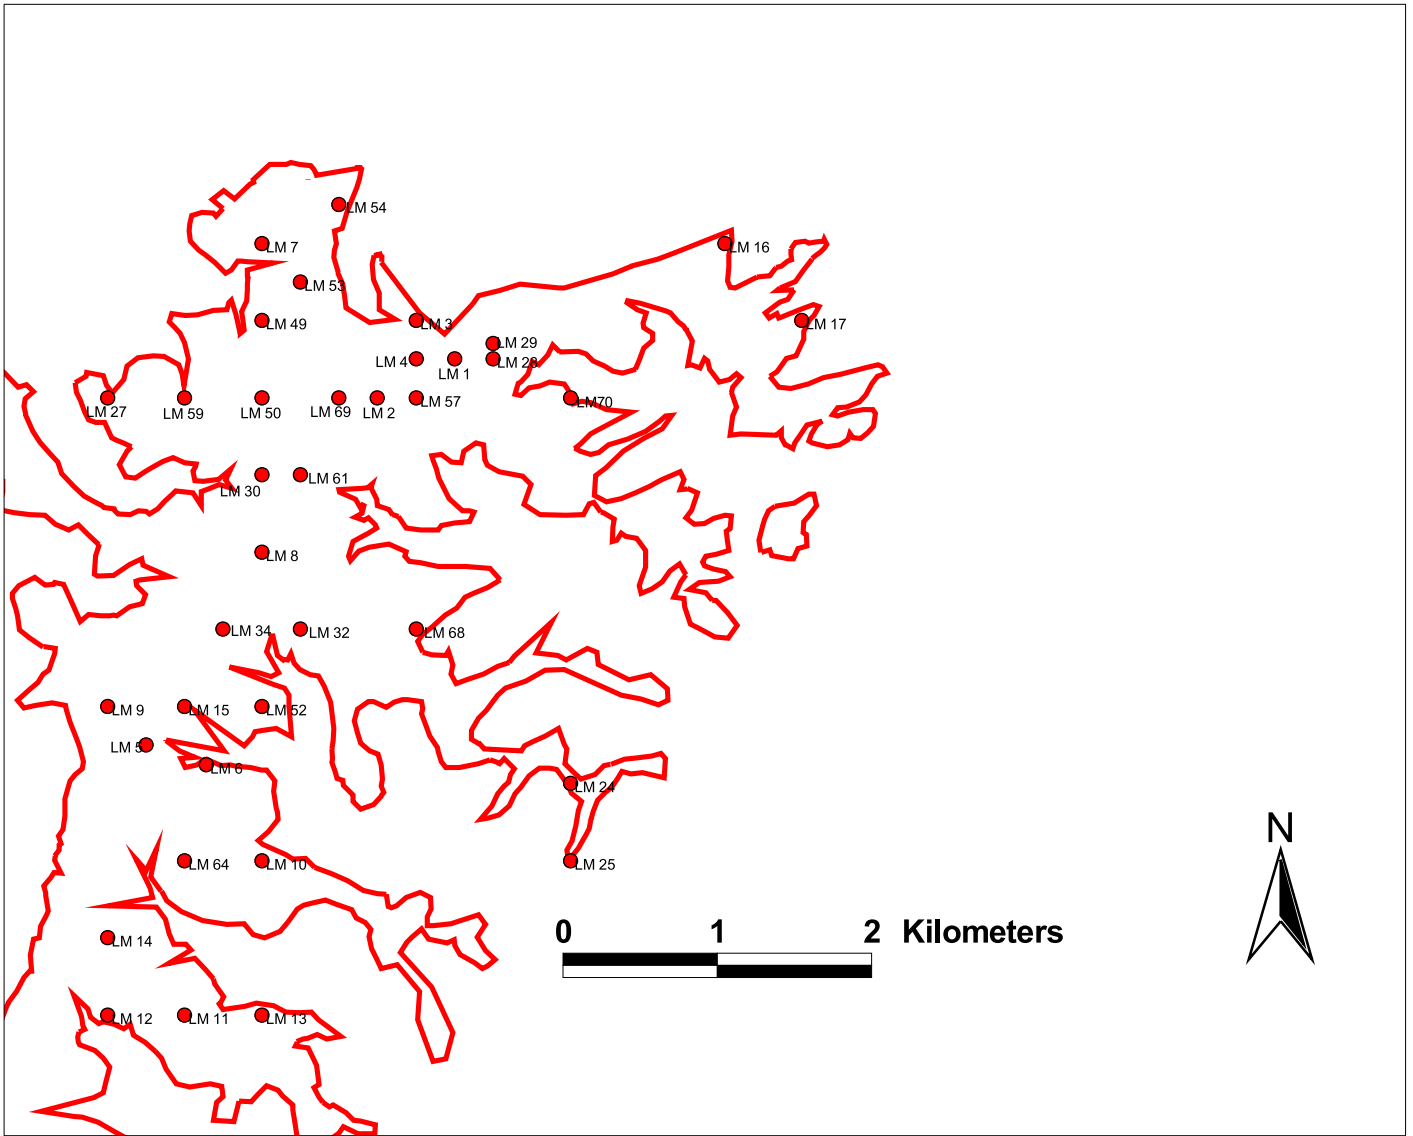 LM 54
LM 7
LM 16
LM 53
LM 49
LM 3
LM 17
LM 29
LM 4
LM 1
LM 28
LM 27
LM 59
LM 50
LM 69
LM 2
LM 57
LM70
LM 30
LM 61
LM 8
LM 34
LM 32
LM 68
LM 9
LM 15
LM 52
LM 5
LM 6
LM 24
N
LM 64
LM 10
LM 25
LM 14
0 1 2 Kilometers
LM 12
LM 11
LM 13